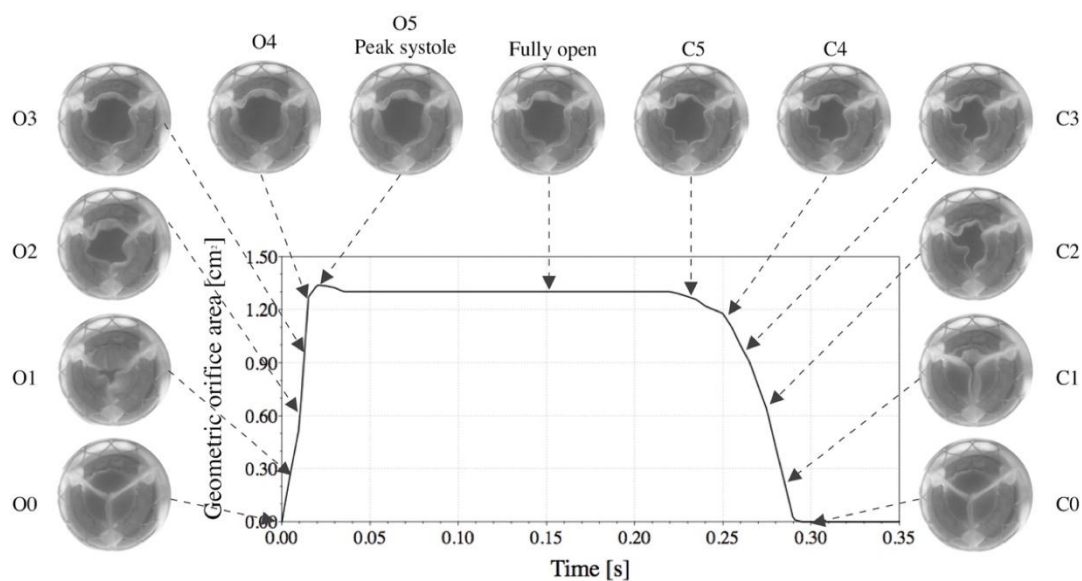 O5
O4
Peak systole
Fully open
C5
C4
O3
C3
O2
C2
O1
C1
O0
C0
Geometric orifice area [cm²]
1.50
1.20
0.90
0.60
0.30
0.00
0.00
0.05
0.10
0.15
0.20
0.25
0.30
0.35
Time [s]